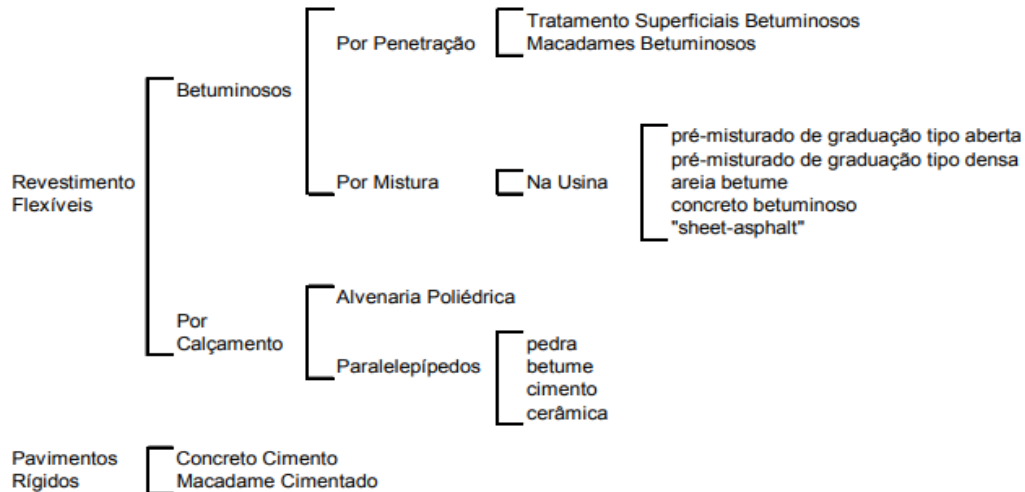 Tratamento Superficiais Betuminosos
Por Penetração
Macadames Betuminosos
Betuminosos
pré-misturado de graduação tipo aberta
pré-misturado de graduação tipo densa
Revestimento
Flexíveis
Por Mistura
Na Usina
areia betume
concreto betuminoso
"sheet-asphalt"
Alvenaria Poliédrica
Por
Calçamento
Paralelepípedos
pedra
betume
cimento
cerâmica
Pavimentos
Rígidos
Concreto Cimento
Macadame Cimentado